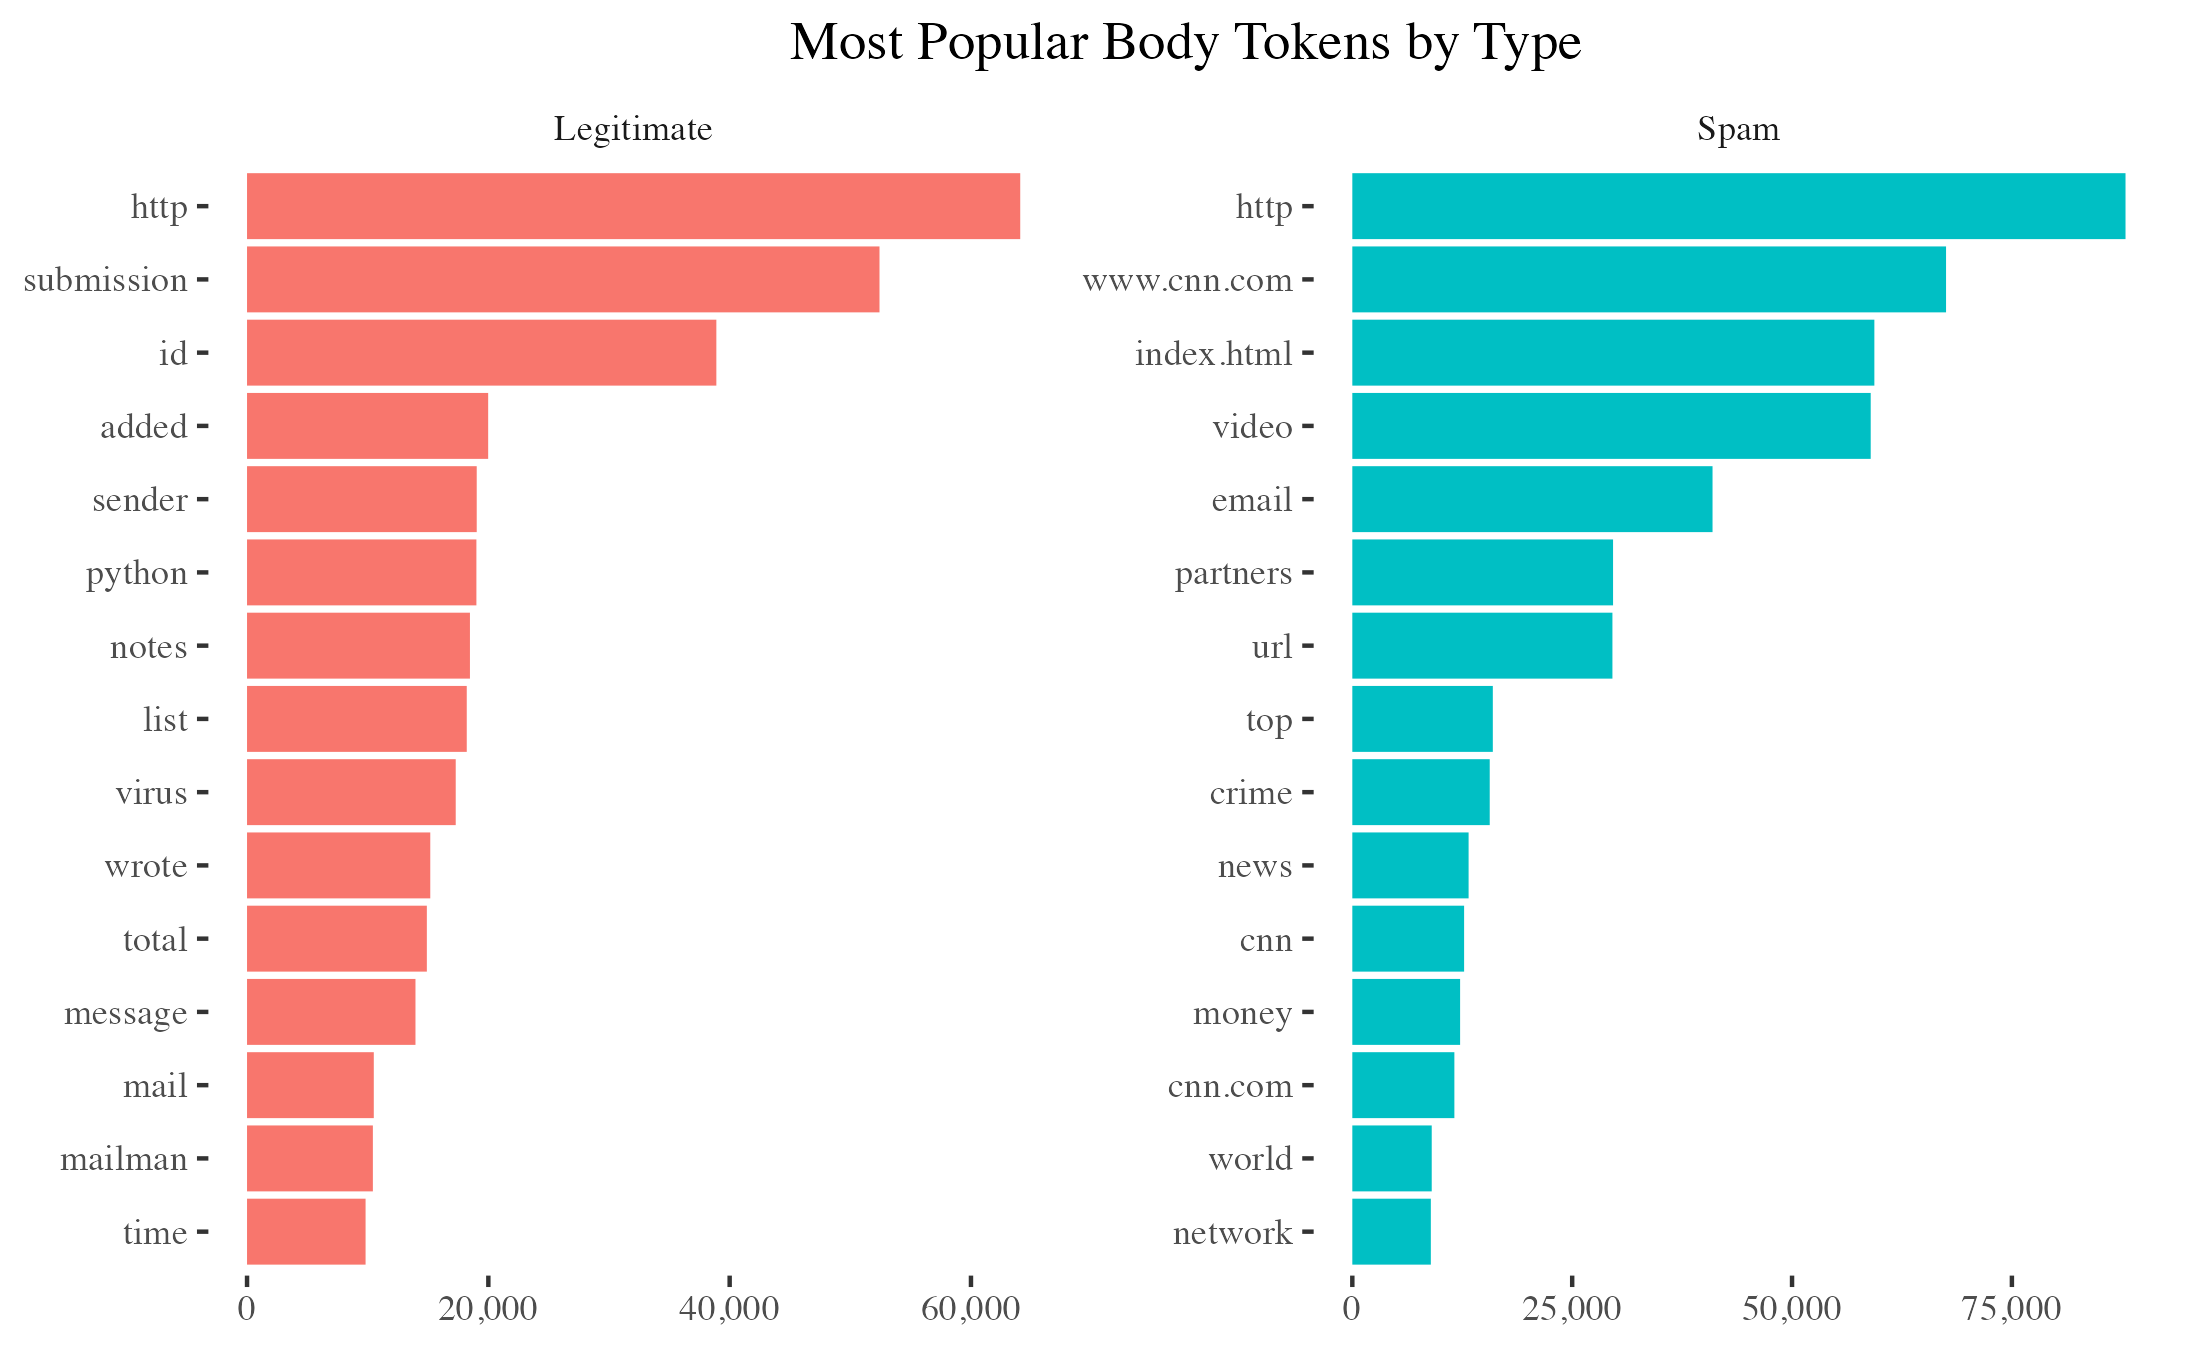 Most Popular Body Tokens by Type
Legitimate
http
submission
id
added
sender
python
notes
list
virus
wrote
total
message
mail
mailman
time
0 20,000 40,000 60,000
Spam
http
www.cnn.com
index.html
video
email
partners
url
top
crime
news
cnn
money
cnn.com
world
network
0 25,000 50,000 75,000